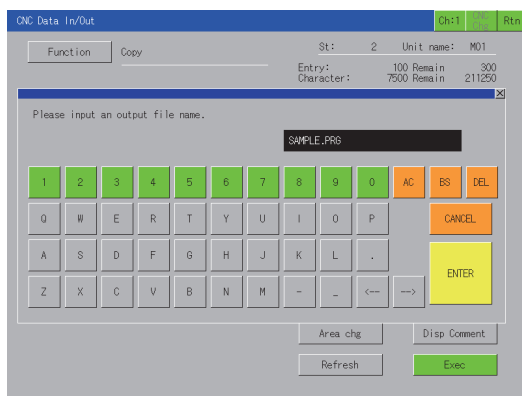 CNC Data In/Out Ch:1 CNC Chg Rtn
Function Copy St: 2 Unit name: M01
Entry: 100 Remain 300
Character: 7500 Remain 211250
X
Please input an output file name.
SAMPLE.PRG
1 2 3 4 5 6 7 8 9 0 AC BS DEL
Q W E R T Y U I O P CANCEL
A S D F G H J K L . ENTER
Z X C V B N M - _ <-- -->
Area chg Disp Comment
Refresh Exec